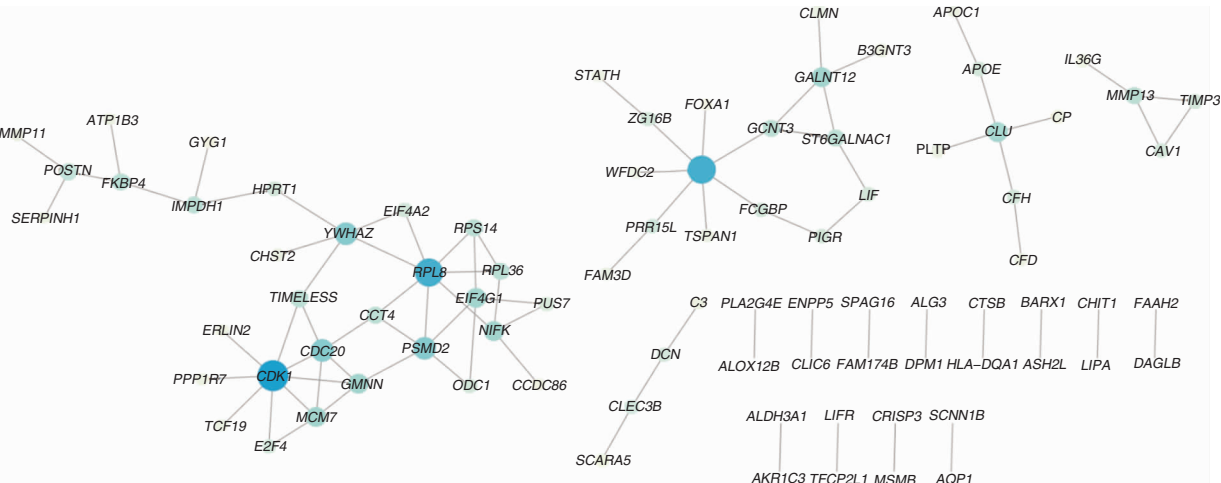 CLMN
APOC1
B3GNT3
IL36G
STATH
GALNT12
APOE
MMP13
TIMP3
FOXA1
ATP1B3
ZG16B
GCNT3
ST6GALNAC1
CLU
CP
MMP11
GYG1
PLTP
CAV1
POSTN
FKBP4
HPRT1
WFDC2
IMPDH1
LIF
CFH
SERPINH1
EIF4A2
FCGBP
YWHAZ
RPS14
PRR15L
TSPAN1
PIGR
CHST2
RPL8
RPL36
FAM3D
CFD
TIMELESS
EIF4G1
PUS7
C3
PLA2G4E
ENPP5
SPAG16
ALG3
CTSB
BARX1
CHIT1
FAAH2
CCT4
ERLIN2
NIFK
CDC20
PSMD2
DCN
ALOX12B
CLIC6
FAM174B
DPM1
HLA−DQA1
ASH2L
LIPA
DAGLB
CDK1
PPP1R7
GMNN
ODC1
CCDC86
CLEC3B
MCM7
ALDH3A1
LIFR
CRISP3
SCNN1B
TCF19
E2F4
SCARA5
AKR1C3
TFCP2L1
MSMB
AQP1